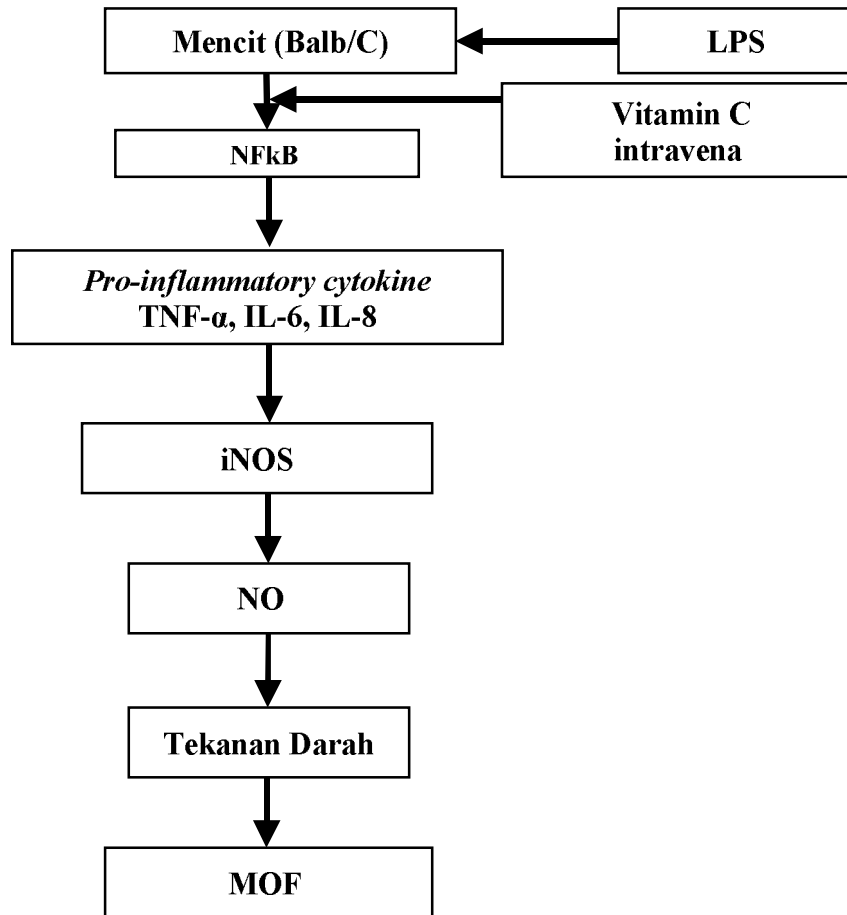 Mencit (Balb/C)
LPS
Vitamin C
intravena
NFkB
Pro-inflammatory cytokine
TNF-α, IL-6, IL-8
iNOS
NO
Tekanan Darah
MOF